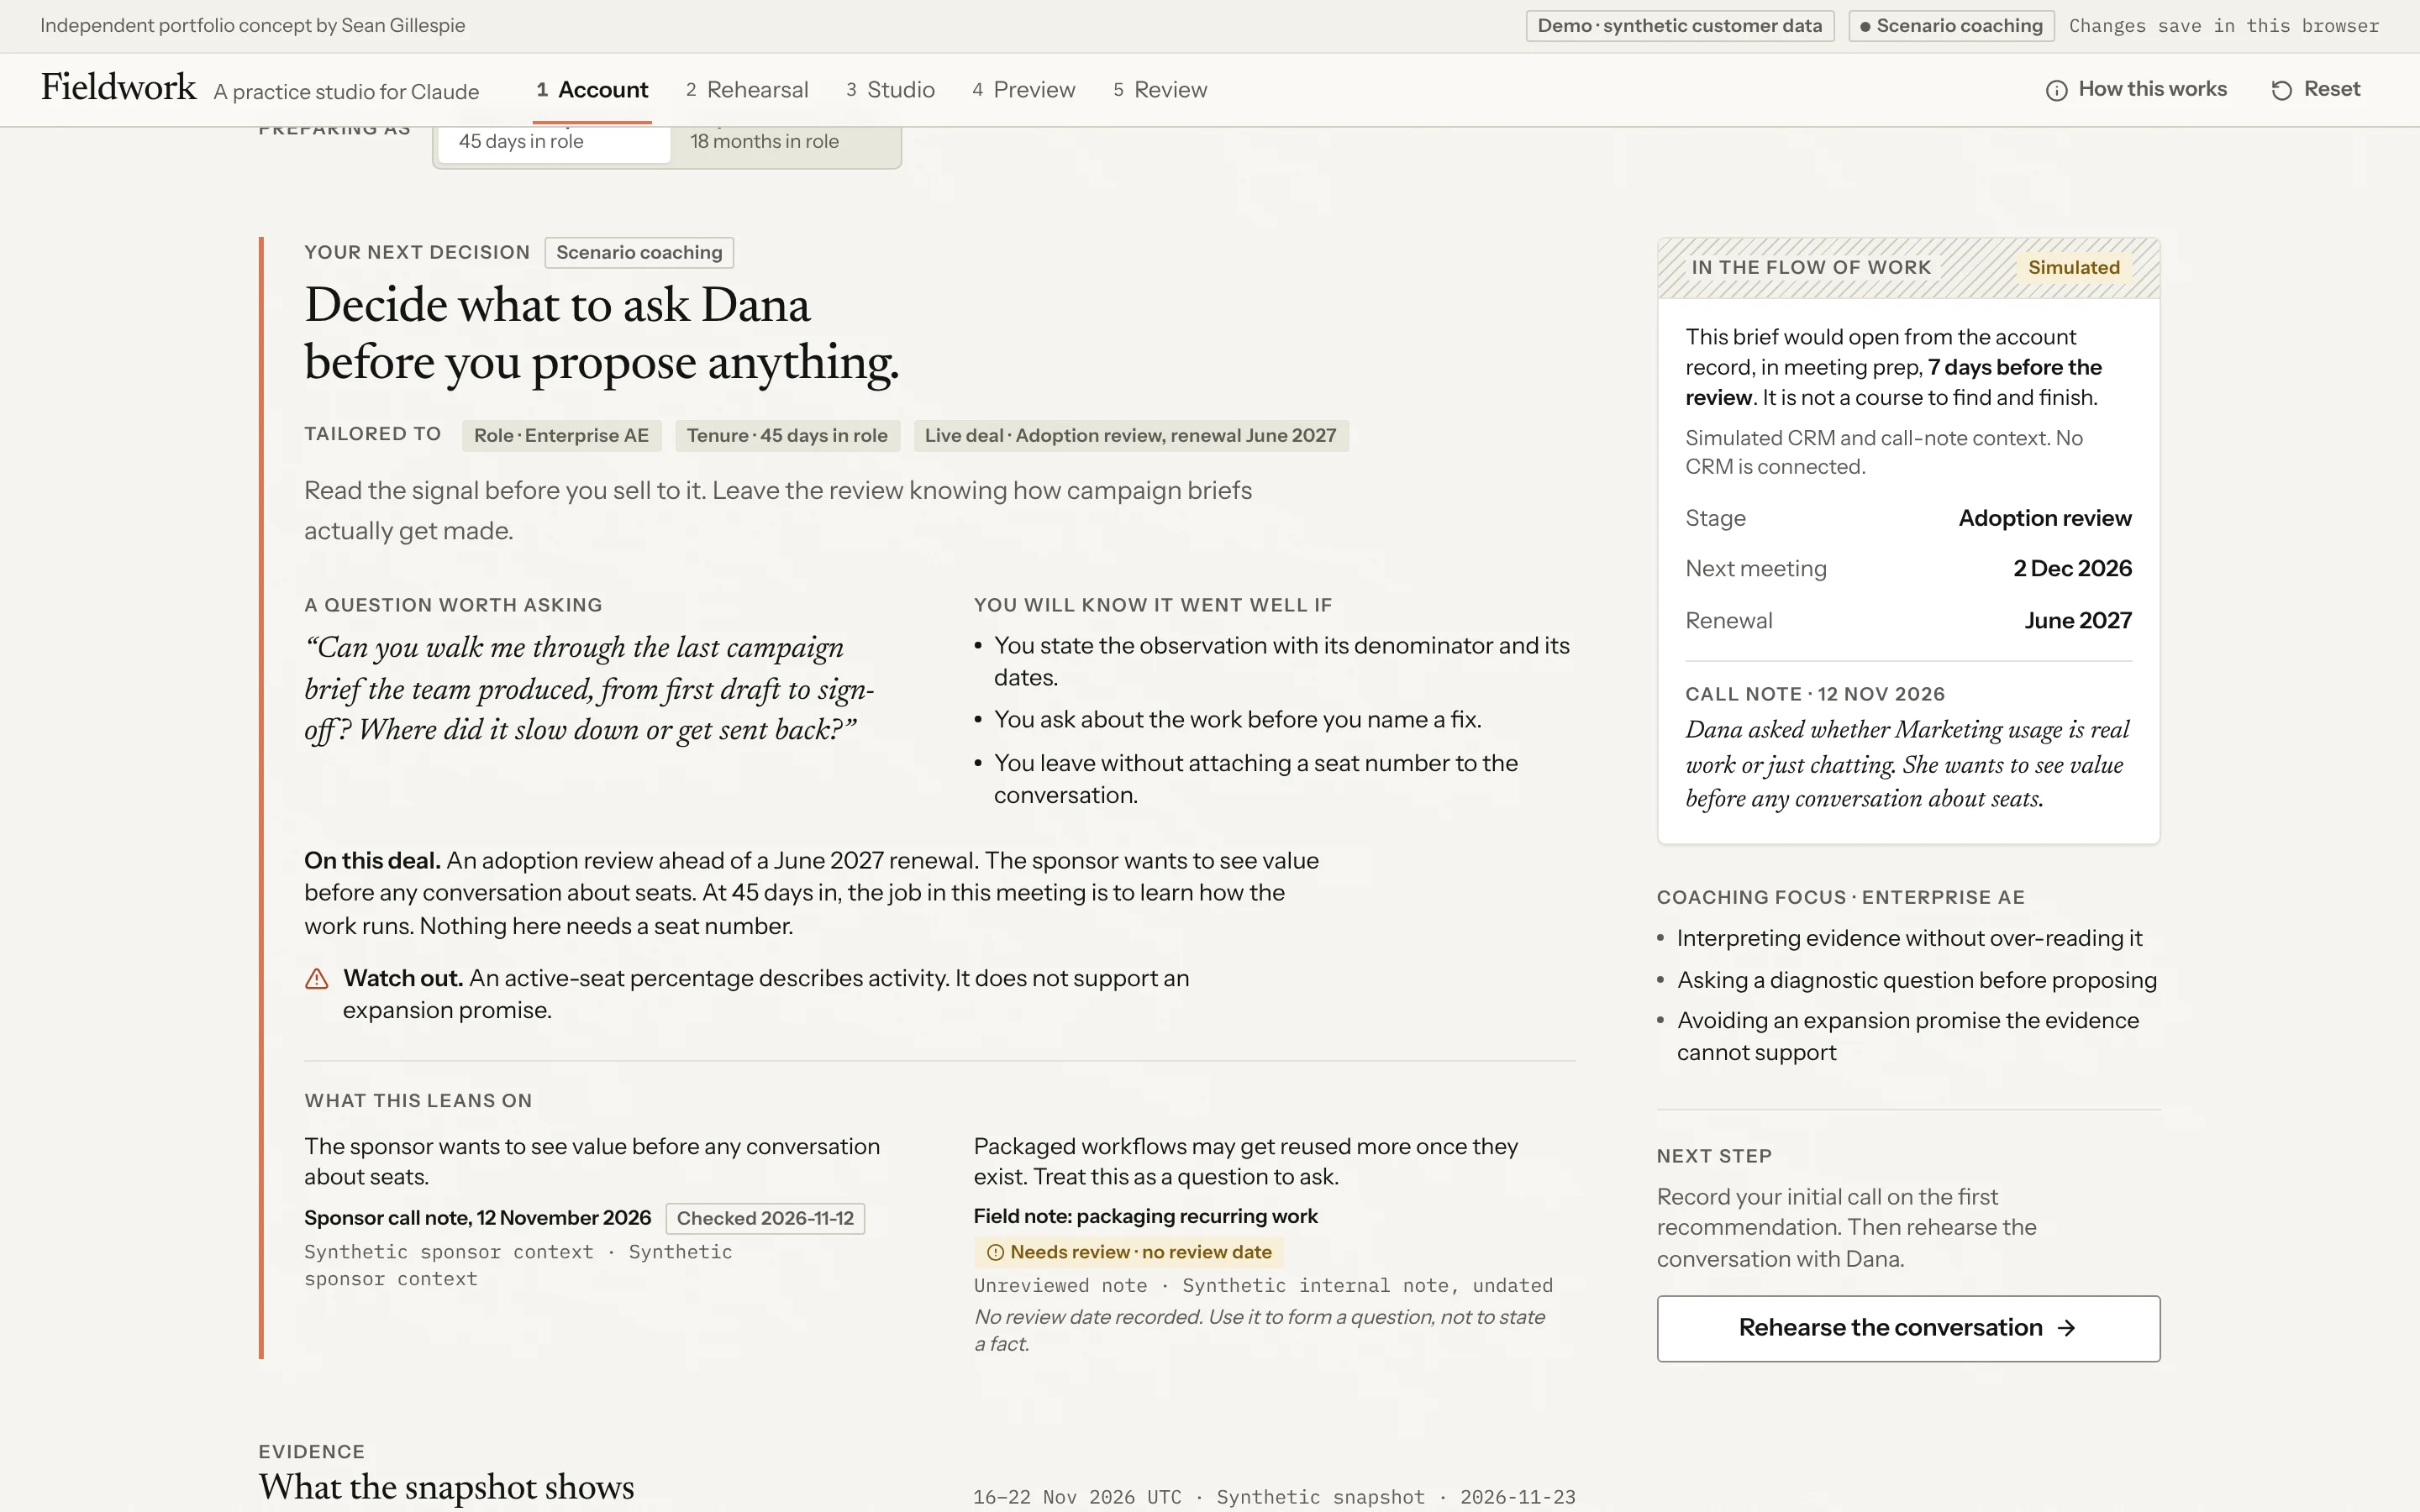 Independent portfolio concept by Sean Gillespie
Demo · synthetic customer data
Scenario coaching
Changes save in this browser
Fieldwork
A practice studio for Claude
1 Account
2 Rehearsal
3 Studio
4 Preview
5 Review
How this works
Reset
PREPARING AS
45 days in role
18 months in role
YOUR NEXT DECISION
Scenario coaching
Decide what to ask Dana
before you propose anything.
TAILORED TO
Role · Enterprise AE
Tenure · 45 days in role
Live deal · Adoption review, renewal June 2027
Read the signal before you sell to it. Leave the review knowing how campaign briefs
actually get made.
A QUESTION WORTH ASKING
“Can you walk me through the last campaign
brief the team produced, from first draft to sign-
off? Where did it slow down or get sent back?”
YOU WILL KNOW IT WENT WELL IF
• You state the observation with its denominator and its
dates.
• You ask about the work before you name a fix.
• You leave without attaching a seat number to the
conversation.
On this deal. An adoption review ahead of a June 2027 renewal. The sponsor wants to see value
before any conversation about seats. At 45 days in, the job in this meeting is to learn how the
work runs. Nothing here needs a seat number.
Watch out. An active-seat percentage describes activity. It does not support an
expansion promise.
WHAT THIS LEANS ON
The sponsor wants to see value before any conversation
about seats.
Sponsor call note, 12 November 2026
Checked 2026-11-12
Synthetic sponsor context · Synthetic
sponsor context
Packaged workflows may get reused more once they
exist. Treat this as a question to ask.
Field note: packaging recurring work
Needs review · no review date
Unreviewed note · Synthetic internal note, undated
No review date recorded. Use it to form a question, not to state
a fact.
IN THE FLOW OF WORK
Simulated
This brief would open from the account
record, in meeting prep, 7 days before the
review. It is not a course to find and finish.
Simulated CRM and call-note context. No
CRM is connected.
Stage
Adoption review
Next meeting
2 Dec 2026
Renewal
June 2027
CALL NOTE · 12 NOV 2026
Dana asked whether Marketing usage is real
work or just chatting. She wants to see value
before any conversation about seats.
COACHING FOCUS · ENTERPRISE AE
• Interpreting evidence without over-reading it
• Asking a diagnostic question before proposing
• Avoiding an expansion promise the evidence
cannot support
NEXT STEP
Record your initial call on the first
recommendation. Then rehearse the
conversation with Dana.
Rehearse the conversation →
EVIDENCE
What the snapshot shows
16–22 Nov 2026 UTC · Synthetic snapshot · 2026-11-23